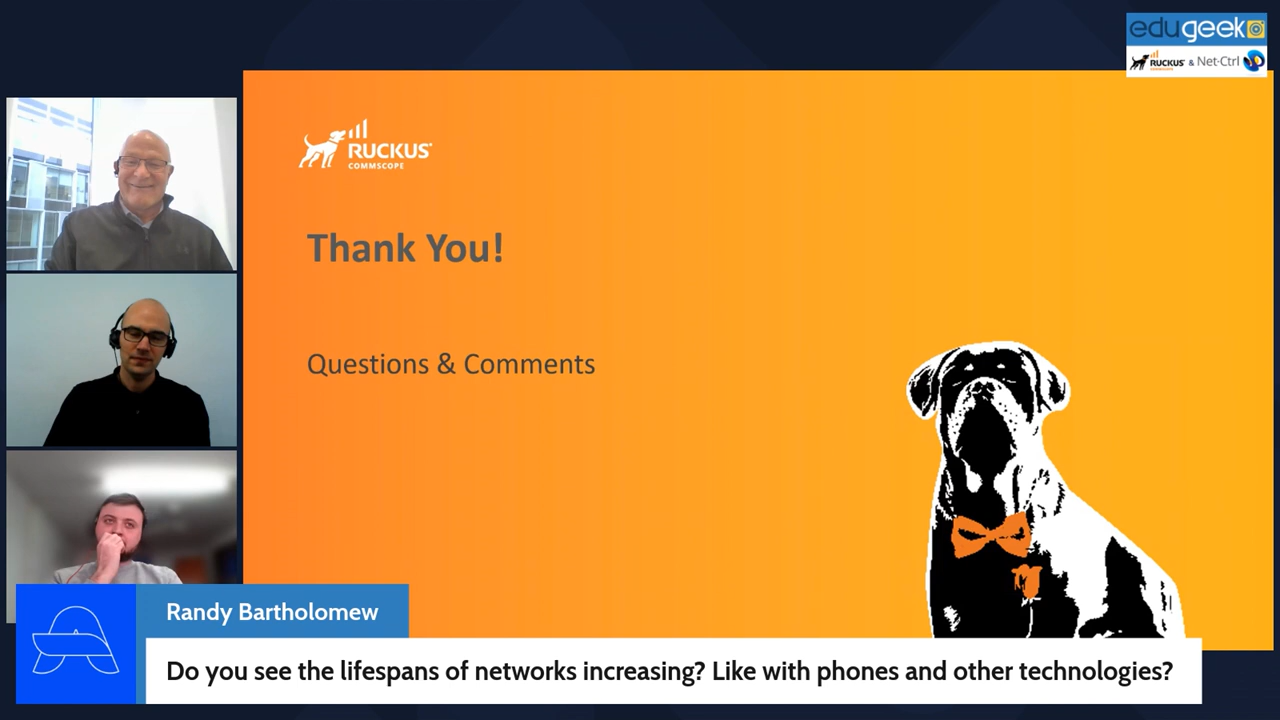 edugeek
RUCKUS & Net-Ctrl
COMMSCOPE
RUCKUS
COMMSCOPE
Thank You!
Questions & Comments
Randy Bartholomew
Do you see the lifespans of networks increasing? Like with phones and other technologies?